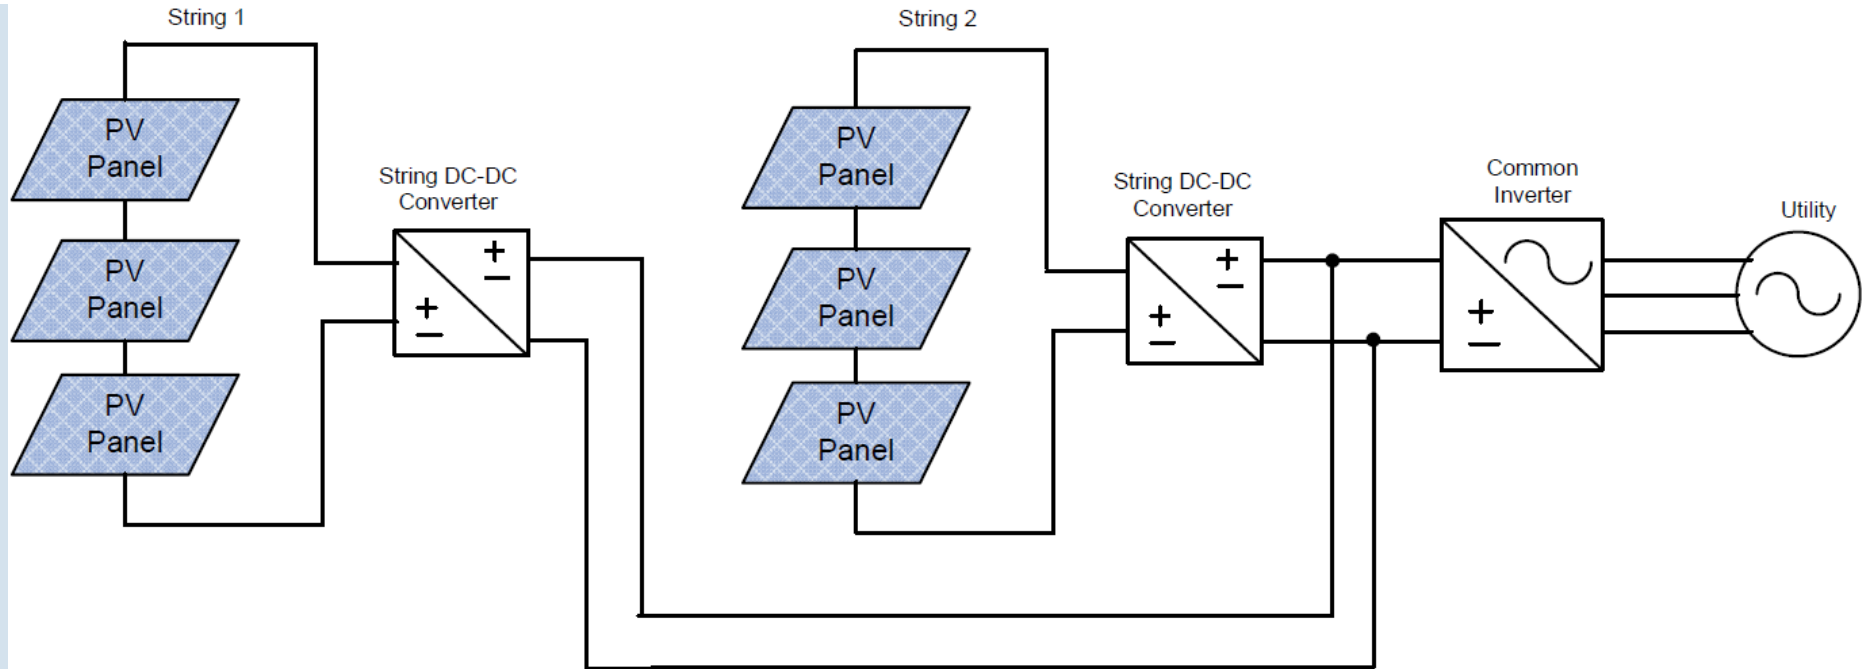 String 1
String 2
PV
Panel
PV
Panel
PV
Panel
String DC-DC
Converter
+
−
+
−
PV
Panel
PV
Panel
PV
Panel
String DC-DC
Converter
+
−
+
−
Common
Inverter
+
−
Utility